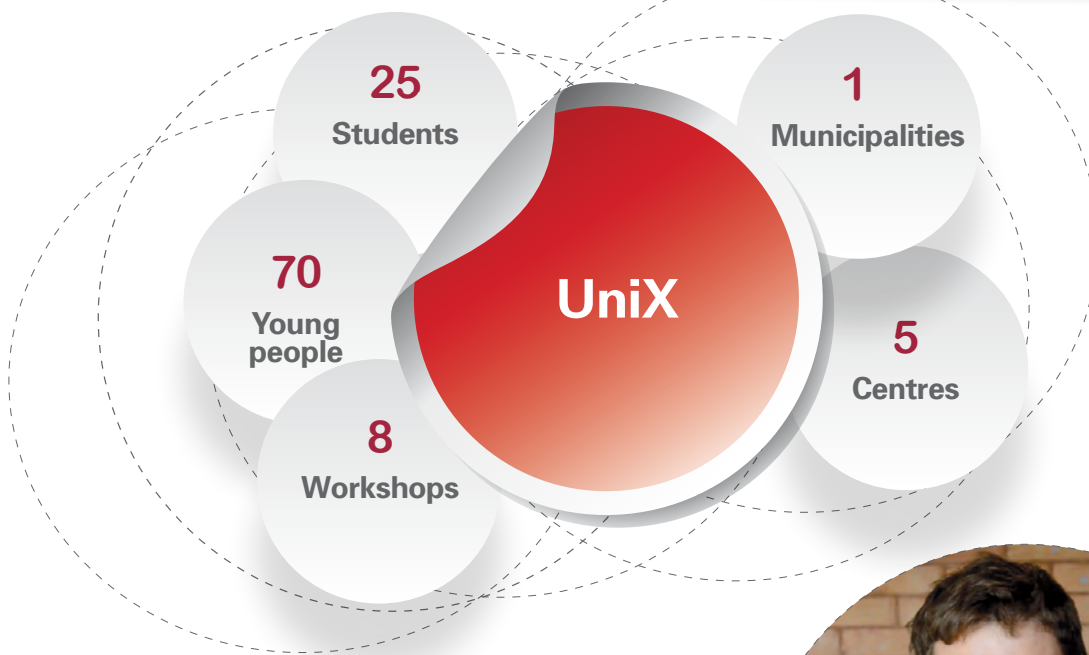 25
Students
70
Young
people
8
Workshops
UniX
1
Municipalities
5
Centres